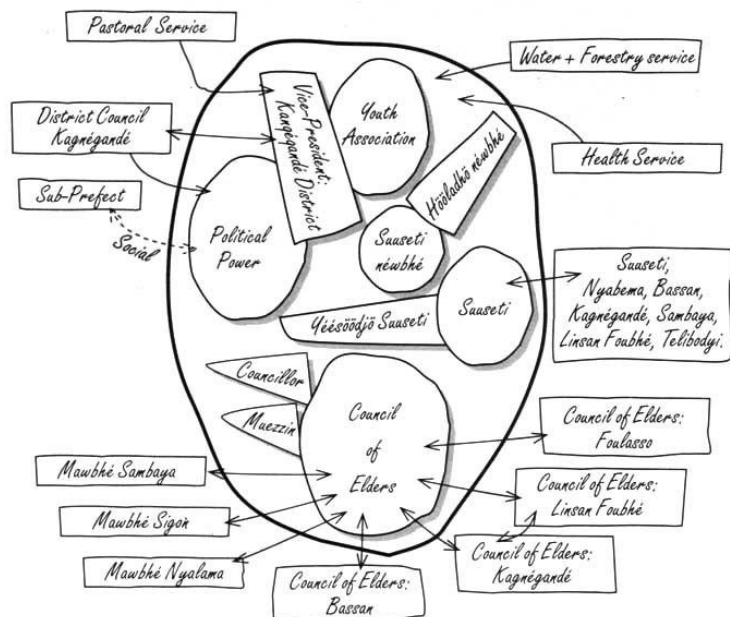 Pastoral Service
Water + Forestry service
District Council
Kagnégandé
Vice-President:
Kangégandé District
Youth
Association
Hööladhö néwbhé
Health Service
Sub-Prefect
Social
Political
Power
Suuseti
néwbhé
Suuseti
Suuseti,
Nyabema, Bassan,
Kagnégandé, Sambaya,
Linsan Foubhé, Telibodyi.
Yéésöödjö Suuseti
Councillor
Muezzin
Council
of
Elders
Council of Elders:
Foulasso
Mawbhé Sambaya
Council of Elders:
Linsan Foubhé
Mawbhé Sigon
Council of Elders:
Kagnégandé
Mawbhé Nyalama
Council of Elders:
Bassan